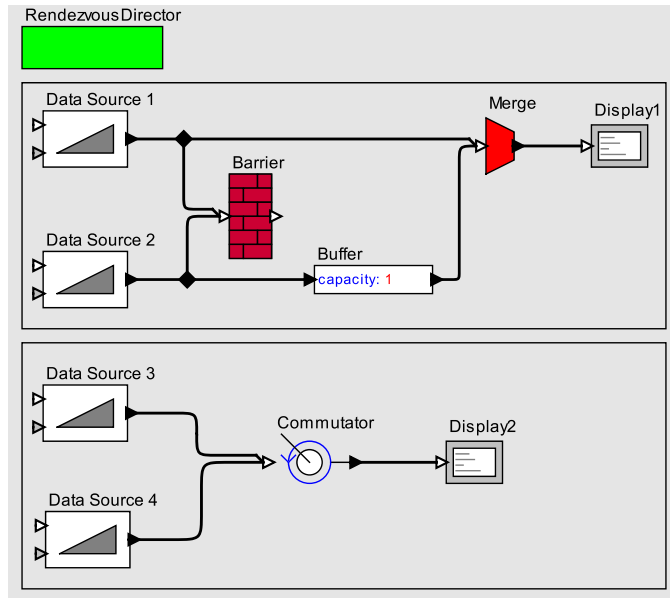 RendezvousDirector
Data Source 1
Merge
Display1
Barrier
Data Source 2
Buffer
capacity: 1
Data Source 3
Commutator
Display2
Data Source 4